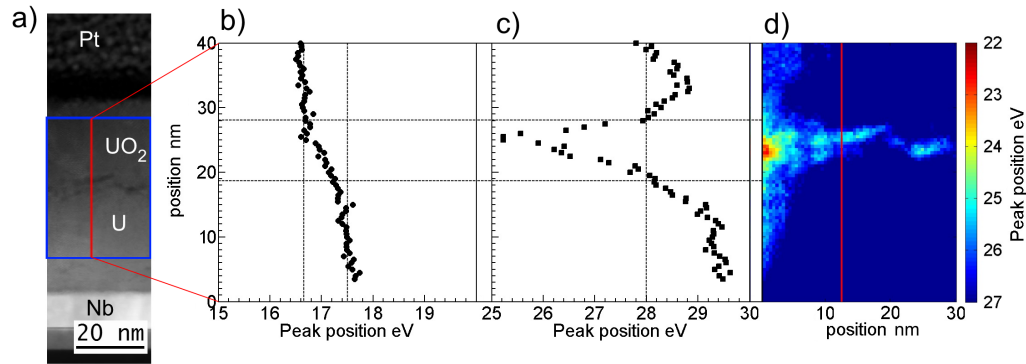 a)
Pt
UO2
U
Nb
20 nm
b)
position nm
40
30
20
10
0
15 16 17 18 19
Peak position eV
c)
25 26 27 28 29 30
Peak position eV
d)
10 20 30
position nm
22
23
24
25
26
27
Peak position eV